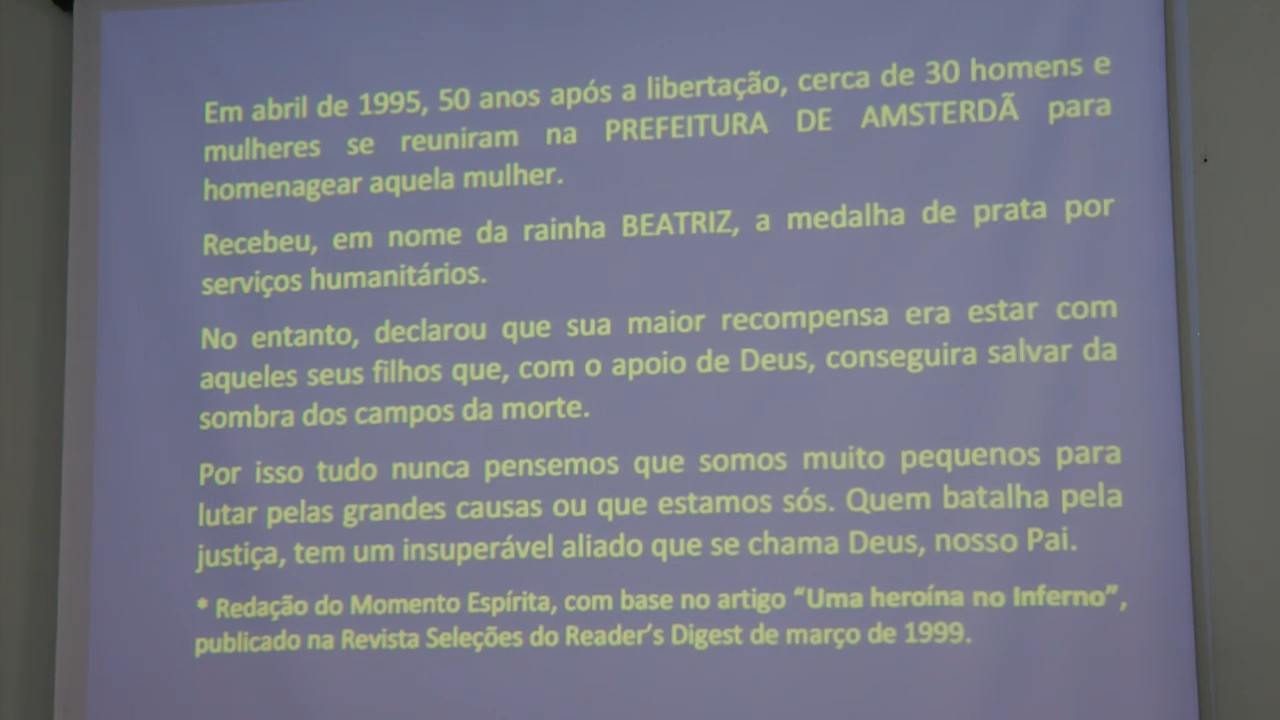 Em abril de 1995, 50 anos após a libertação, cerca de 30 homens e
mulheres se reuniram na PREFEITURA DE AMSTERDÃ para
homenagear aquela mulher.
Recebeu, em nome da rainha BEATRIZ, a medalha de prata por
serviços humanitários.
No entanto, declarou que sua maior recompensa era estar com
aqueles seus filhos que, com o apoio de Deus, conseguira salvar da
sombra dos campos da morte.
Por isso tudo nunca pensemos que somos muito pequenos para
lutar pelas grandes causas ou que estamos sós. Quem batalha pela
justiça, tem um insuperável aliado que se chama Deus, nosso Pai.
* Redação do Momento Espírita, com base no artigo “Uma heroína no Inferno”,
publicado na Revista Seleções do Reader’s Digest de março de 1999.